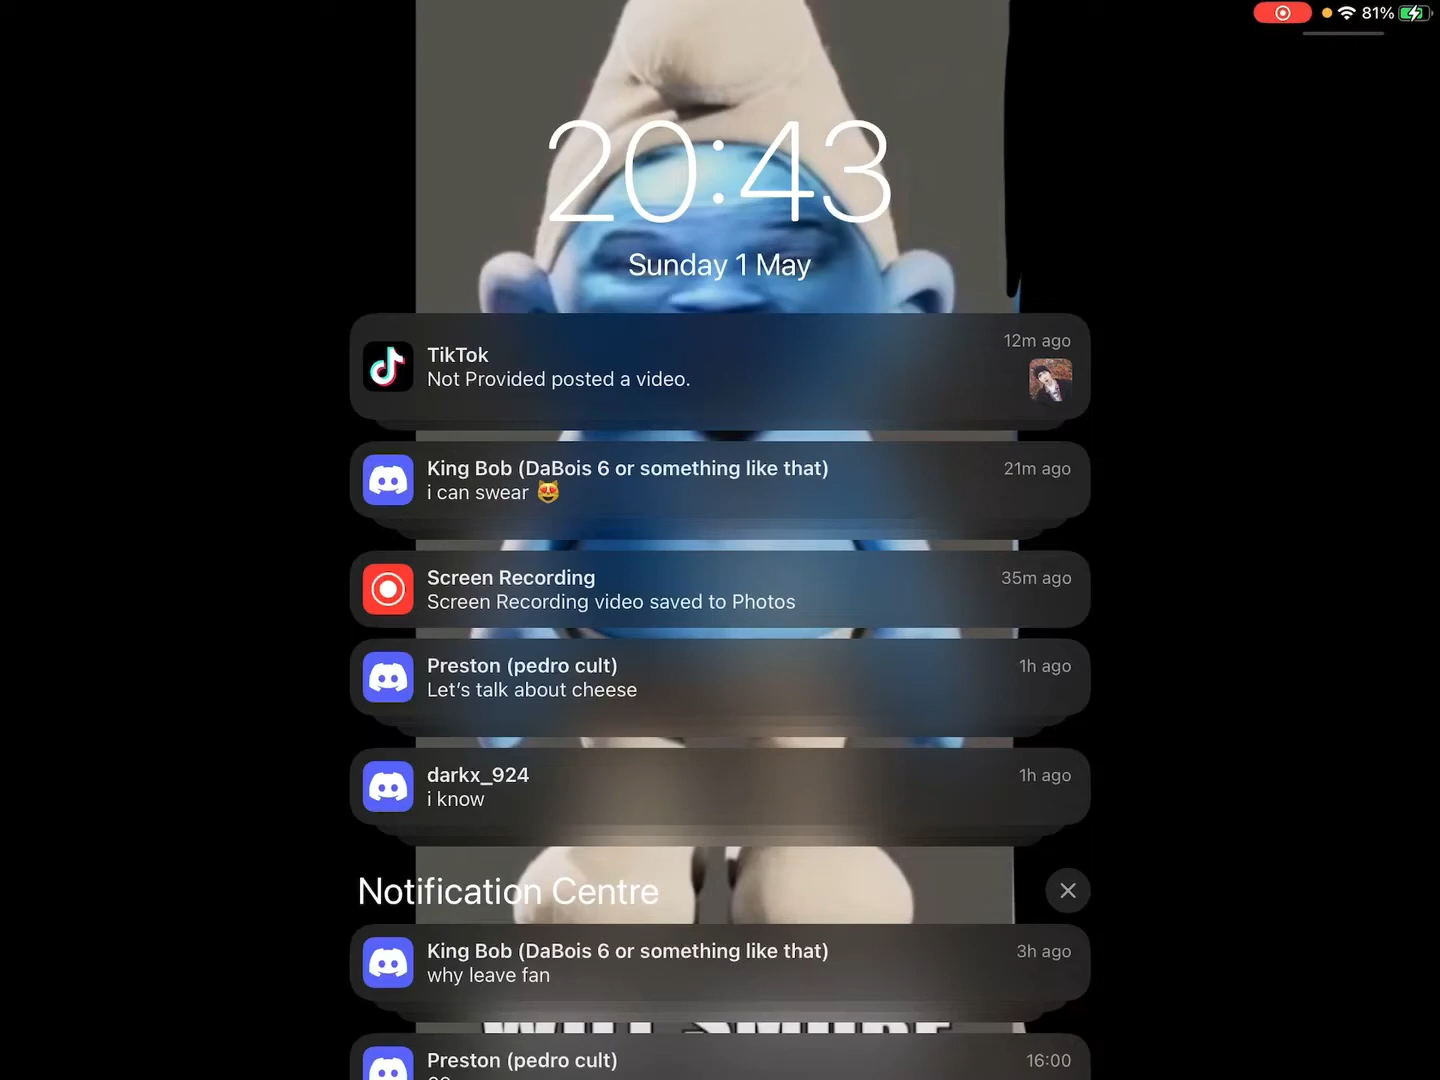 81%
20:43
Sunday 1 May
TikTok
12m ago
Not Provided posted a video.
King Bob (DaBois 6 or something like that)
21m ago
i can swear 😻
Screen Recording
35m ago
Screen Recording video saved to Photos
Preston (pedro cult)
1h ago
Let's talk about cheese
darkx_924
1h ago
i know
Notification Centre
King Bob (DaBois 6 or something like that)
3h ago
why leave fan
Preston (pedro cult)
16:00